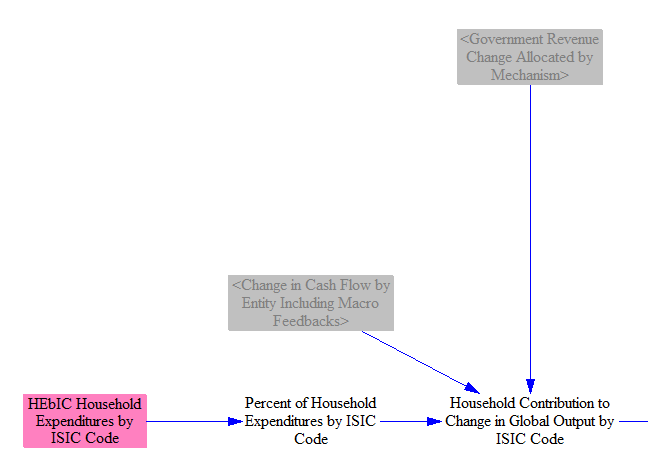 <Government Revenue
Change Allocated by
Mechanism>
<Change in Cash Flow by
Entity Including Macro
Feedbacks>
HEbIC Household
Expenditures by
ISIC Code
Percent of Household
Expenditures by ISIC
Code
Household Contribution to
Change in Global Output by
ISIC Code